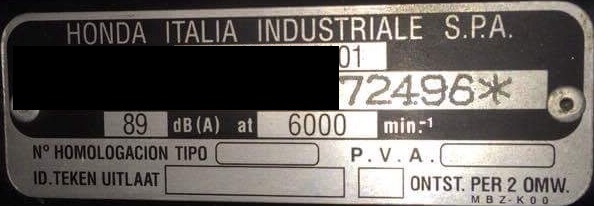 HONDA ITALIA INDUSTRIALE S.P.A.
01
72496*
89 dB(A) at 6000 min.-¹
Nº HOMOLOGACION TIPO P.V.A.
ID.TEKEN UITLAAT ONTST. PER 2 OMW.
MBZ-K00